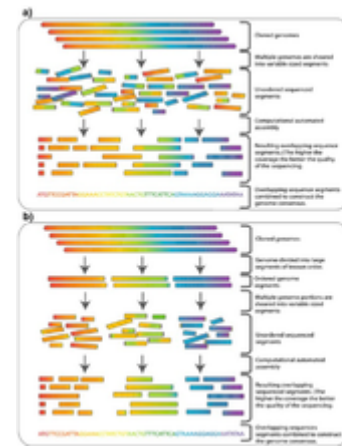 a)
Cloned genomes
Multiple genomes are sheared
into variable sized segments
Unordered sequenced
segments
Computational automated
assembly
Resulting overlapping sequence
segments. (The higher the
coverage the better the quality
of the sequencing.
Overlapping sequence segments
combined to construct the
genome consensus.
b)
Cloned genomes
Genome divided into large
segments of known order.
Ordered genome
segments
Multiple genome portions are
sheared into variable sized
segments
Unordered sequenced
segments
Computational automated
assembly
Resulting overlapping
sequence segments. (The
higher the coverage the better
the quality of the sequencing.
Overlapping sequence
segments combined to construct
the genome consensus.